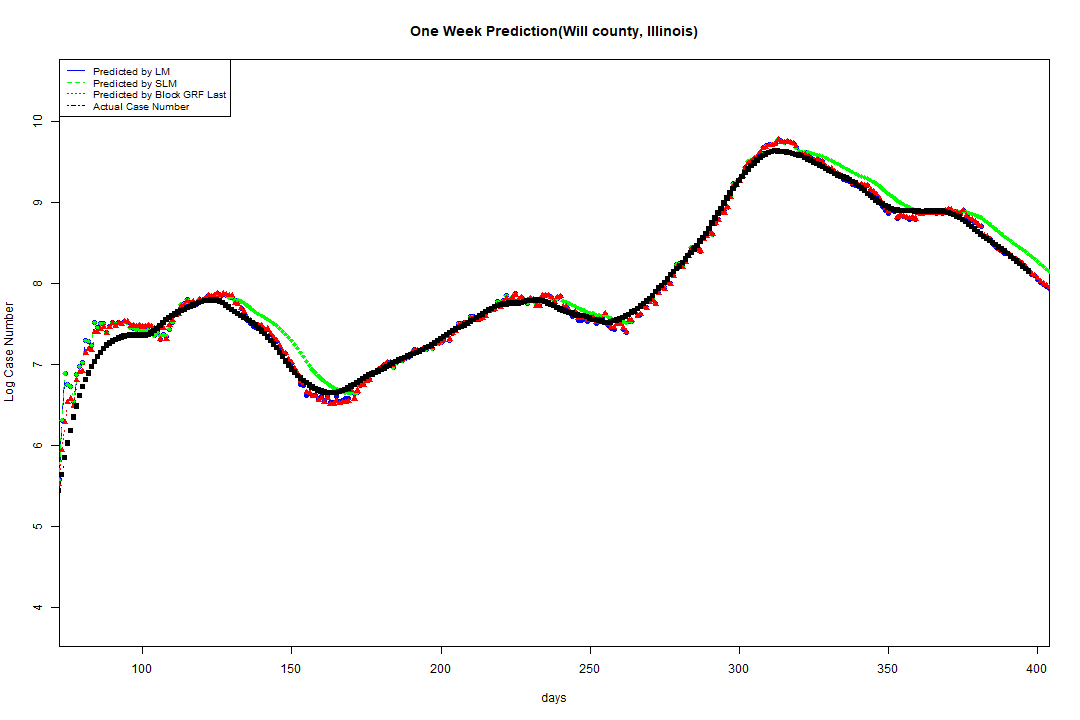 One Week Prediction(Will county, Illinois)
Predicted by LM
Predicted by SLM
Predicted by Block GRF Last
Actual Case Number
Log Case Number
10
9
8
7
6
5
4
100 150 200 250 300 350 400
days